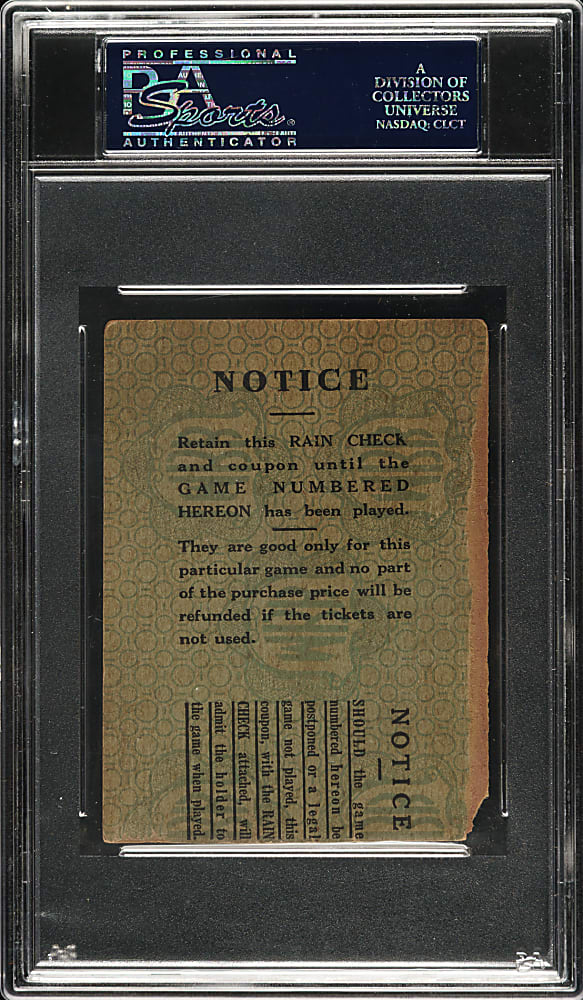 PROFESSIONAL
PSA
Sports®
AUTHENTICATOR
A
DIVISION OF
COLLECTORS
UNIVERSE
NASDAQ: CLCT
NOTICE
Retain this RAIN CHECK
and coupon until the
GAME NUMBERED
HEREON has been played.
They are good only for this
particular game and no part
of the purchase price will be
refunded if the tickets are
not used.
NOTICE
SHOULD the game
numbered hereon be
postponed or a legal
game not played, this
coupon, with the RAIN
CHECK attached, will
admit the holder to
the game when played.